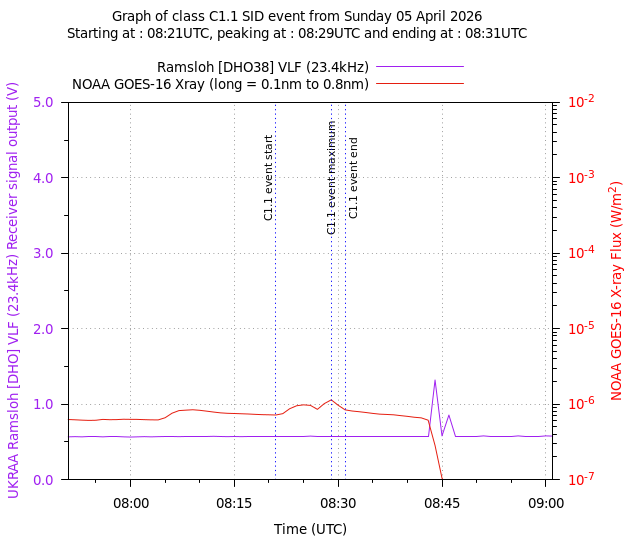 Graph of class C1.1 SID event from Sunday 05 April 2026
Starting at : 08:21UTC, peaking at : 08:29UTC and ending at : 08:31UTC
Ramsloh [DHO38] VLF (23.4kHz)
NOAA GOES-16 Xray (long = 0.1nm to 0.8nm)
UKRAA Ramsloh [DHO] VLF (23.4kHz) Receiver signal output (V)
5.0
4.0
3.0
2.0
1.0
0.0
C1.1 event start
C1.1 event maximum
C1.1 event end
10-2
10-3
10-4
10-5
10-6
10-7
NOAA GOES-16 X-ray Flux (W/m2)
08:00
08:15
08:30
08:45
09:00
Time (UTC)